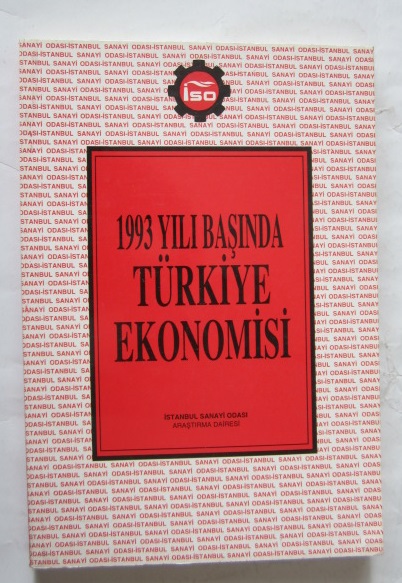 İSO
1993 YILI BAŞINDA
TÜRKİYE
EKONOMİSİ
İSTANBUL SANAYİ ODASI
ARAŞTIRMA DAİRESİ